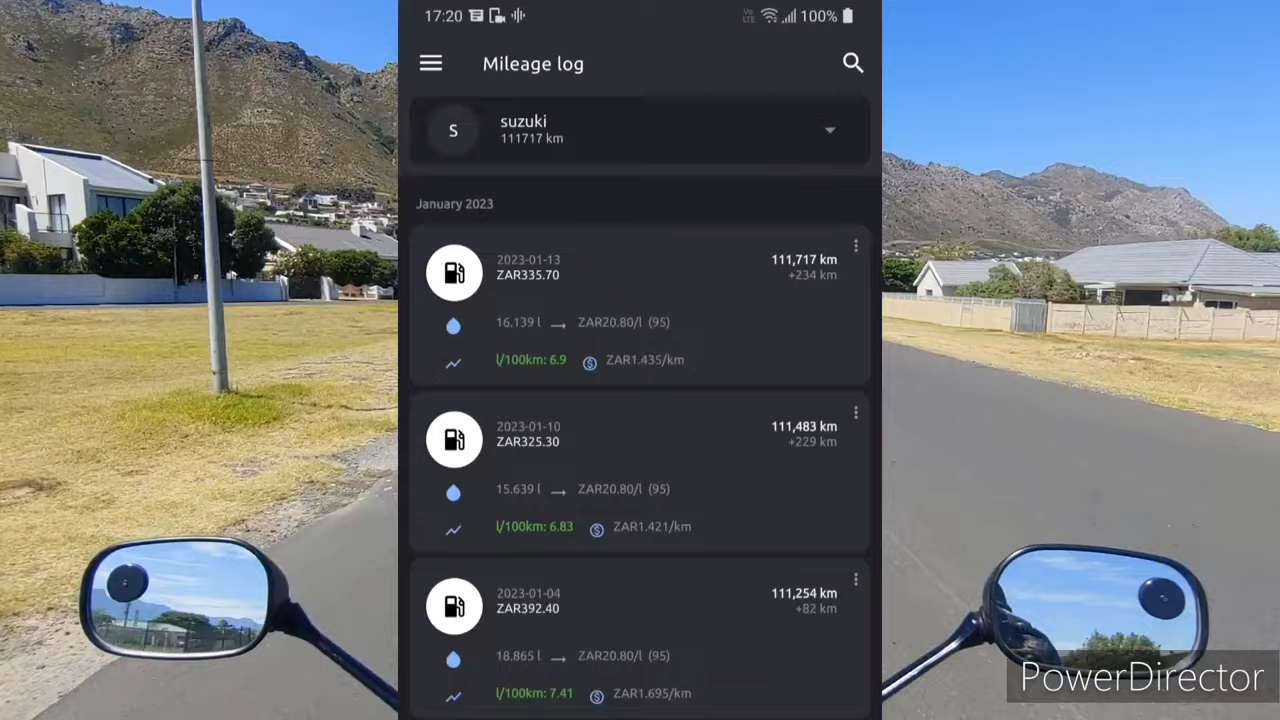 17:20 Vo LTE 100%
Mileage log
S
suzuki
111717 km
January 2023
2023-01-13 111,717 km
ZAR335.70 +234 km
16.139 l → ZAR20.80/l (95)
l/100km: 6.9 ZAR1.435/km
2023-01-10 111,483 km
ZAR325.30 +229 km
15.639 l → ZAR20.80/l (95)
l/100km: 6.83 ZAR1.421/km
2023-01-04 111,254 km
ZAR392.40 +82 km
18.865 l → ZAR20.80/l (95)
l/100km: 7.41 ZAR1.695/km
PowerDirector